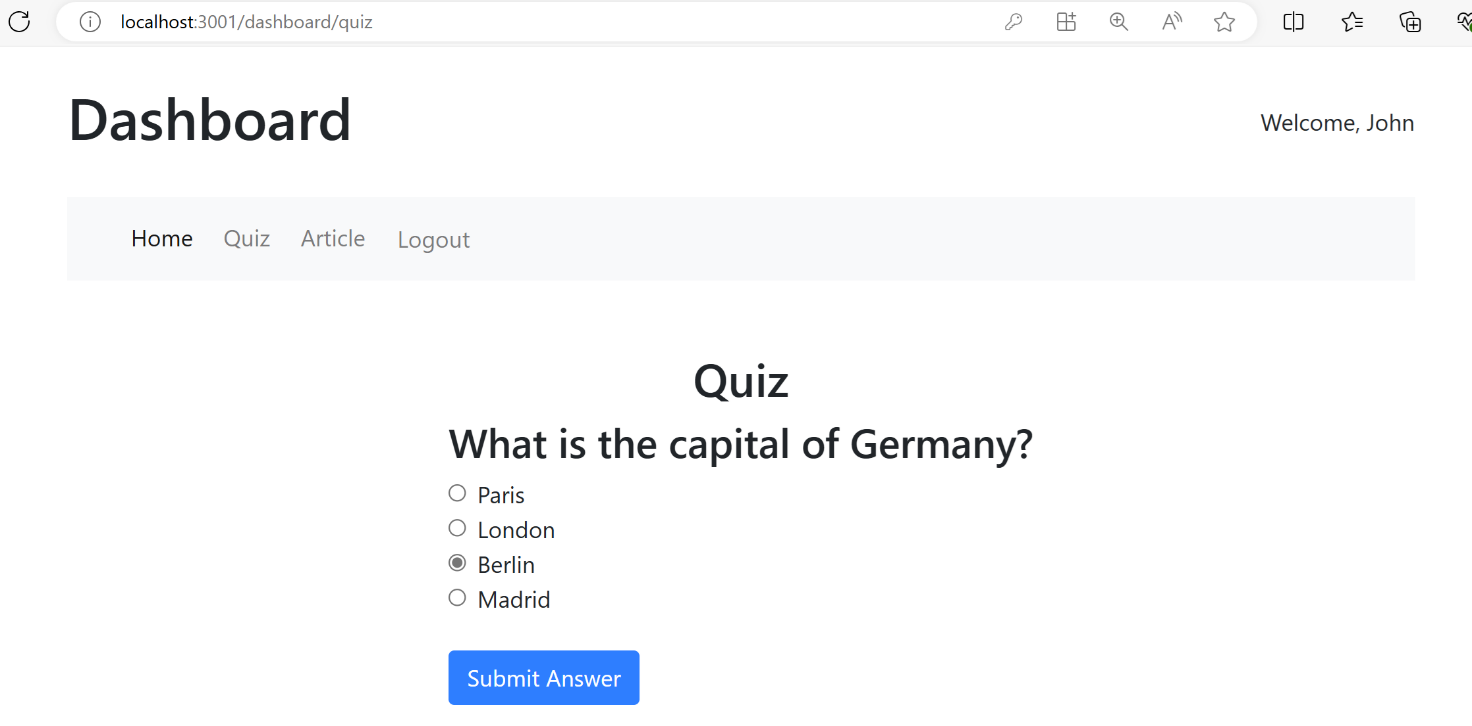 localhost:3001/dashboard/quiz
Dashboard
Welcome, John
Home Quiz Article Logout
Quiz
What is the capital of Germany?
Paris
London
Berlin
Madrid
Submit Answer